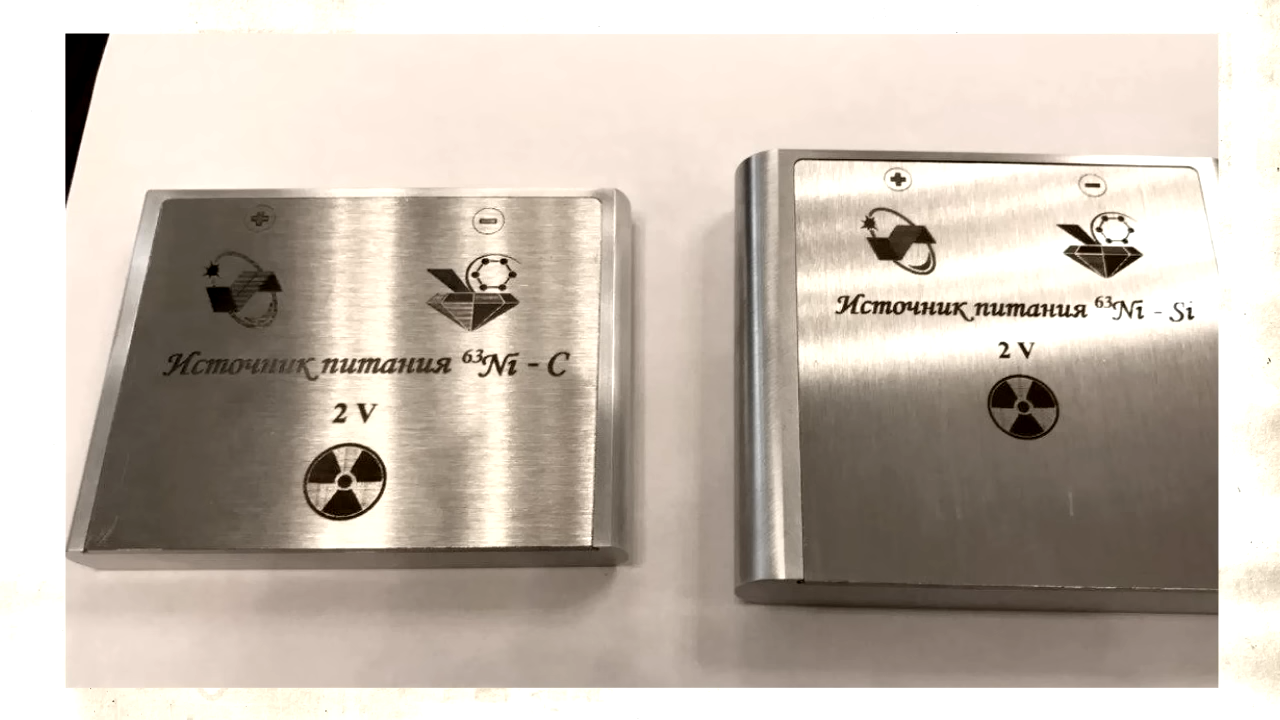 Источник питания ⁶³Ni - C
2 V
Источник питания ⁶³Ni - Si
2 V